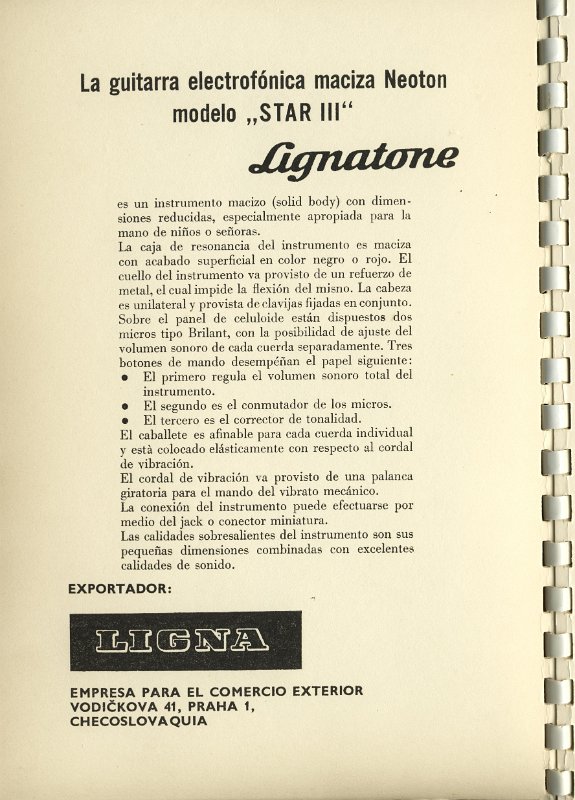 La guitarra electrofónica maciza Neoton
modelo „STAR III“
Lignatone
es un instrumento macizo (solid body) con dimen-
siones reducidas, especialmente apropiada para la
mano de niños o señoras.
La caja de resonancia del instrumento es maciza
con acabado superficial en color negro o rojo. El
cuello del instrumento va provisto de un refuerzo de
metal, el cual impide la flexión del misno. La cabeza
es unilateral y provista de clavijas fijadas en conjunto.
Sobre el panel de celuloide están dispuestos dos
micros tipo Brilant, con la posibilidad de ajuste del
volumen sonoro de cada cuerda separadamente. Tres
botones de mando desempéñan el papel siguiente:
● El primero regula el volumen sonoro total del
instrumento.
● El segundo es el conmutador de los micros.
● El tercero es el corrector de tonalidad.
El caballete es afinable para cada cuerda individual
y està colocado elásticamente con respecto al cordal
de vibración.
El cordal de vibración va provisto de una palanca
giratoria para el mando del vibrato mecánico.
La conexión del instrumento puede efectuarse por
medio del jack o conector miniatura.
Las calidades sobresalientes del instrumento son sus
pequeñas dimensiones combinadas con excelentes
calidades de sonido.
EXPORTADOR:
LIGNA
EMPRESA PARA EL COMERCIO EXTERIOR
VODIČKOVA 41, PRAHA 1,
CHECOSLOVAQUIA